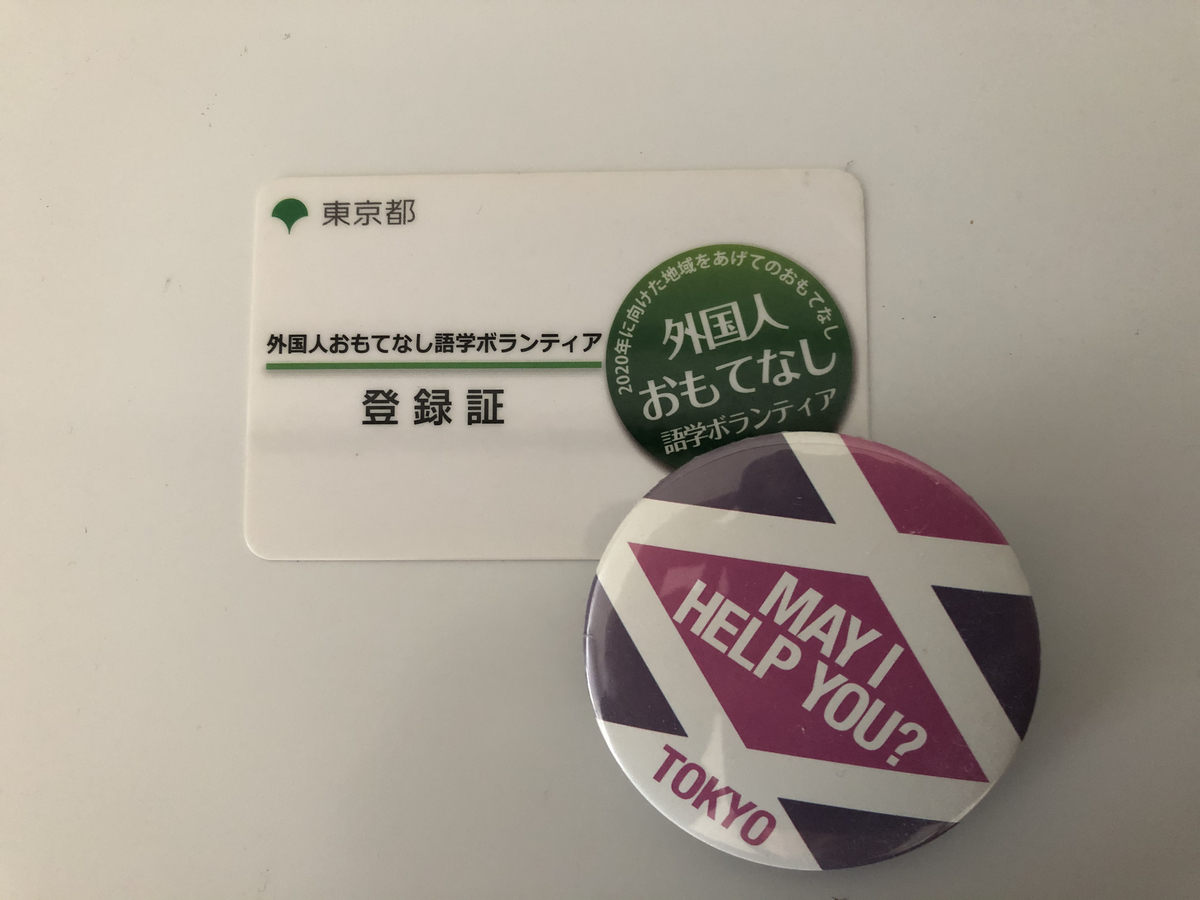 東京都
外国人おもてなし語学ボランティア
登録証
2020年に向けた地域をあげてのおもてなし
外国人
おもてなし
語学ボランティア
MAY I
HELP YOU?
TOKYO